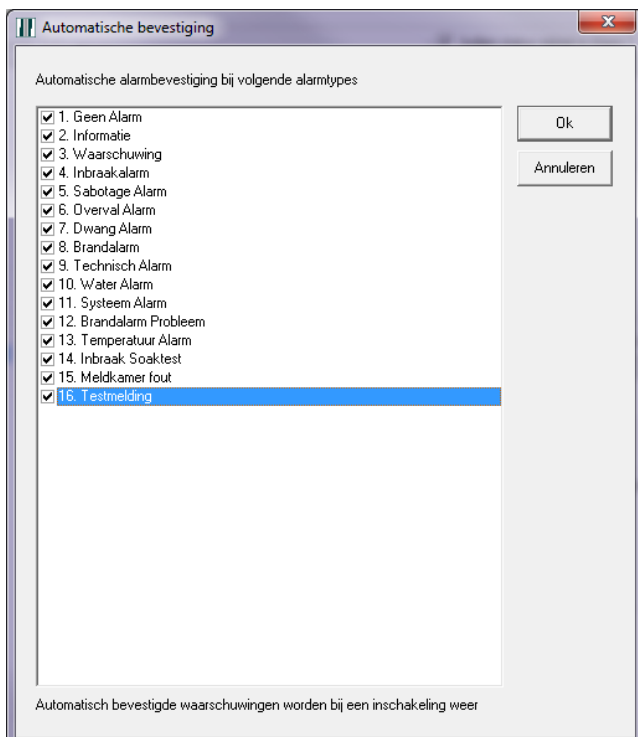 Automatische bevestiging
Automatische alarmbevestiging bij volgende alarmtypes
1. Geen Alarm
2. Informatie
3. Waarschuwing
4. Inbraakalarm
5. Sabotage Alarm
6. Overval Alarm
7. Dwang Alarm
8. Brandalarm
9. Technisch Alarm
10. Water Alarm
11. Systeem Alarm
12. Brandalarm Probleem
13. Temperatuur Alarm
14. Inbraak Soaktest
15. Meldkamer fout
16. Testmelding
Ok
Annuleren
Automatisch bevestigde waarschuwingen worden bij een inschakeling weer